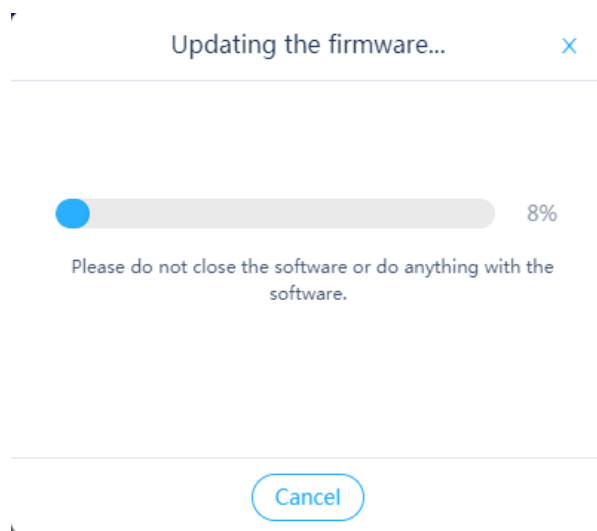 Updating the firmware...
8%
Please do not close the software or do anything with the
software.
Cancel